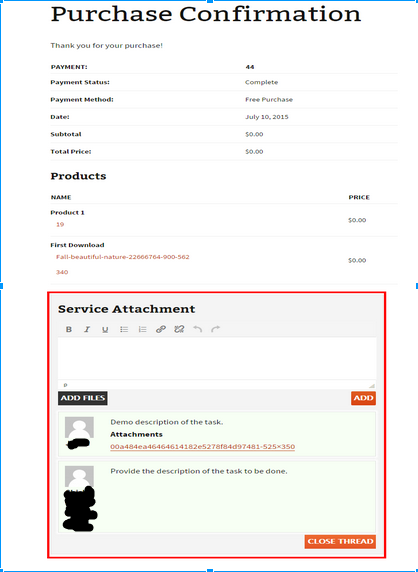 Purchase Confirmation
Thank you for your purchase!
PAYMENT: 44
Payment Status: Complete
Payment Method: Free Purchase
Date: July 10, 2015
Subtotal $0.00
Total Price: $0.00
Products
NAME PRICE
Product 1 $0.00
19
First Download $0.00
Fall-beautiful-nature-22666764-900-562
340
Service Attachment
B I U
P
ADD FILES ADD
Demo description of the task.
Attachments
00a484ea46464614182e5278f84d97481-525×350
Provide the description of the task to be done.
CLOSE THREAD